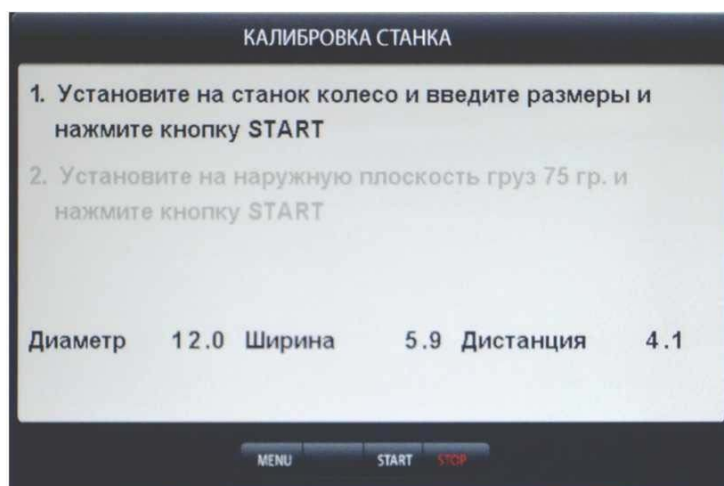 КАЛИБРОВКА СТАНКА
1. Установите на станок колесо и введите размеры и
нажмите кнопку START
2. Установите на наружную плоскость груз 75 гр. и
нажмите кнопку START
Диаметр 12.0 Ширина 5.9 Дистанция 4.1
MENU START STOP